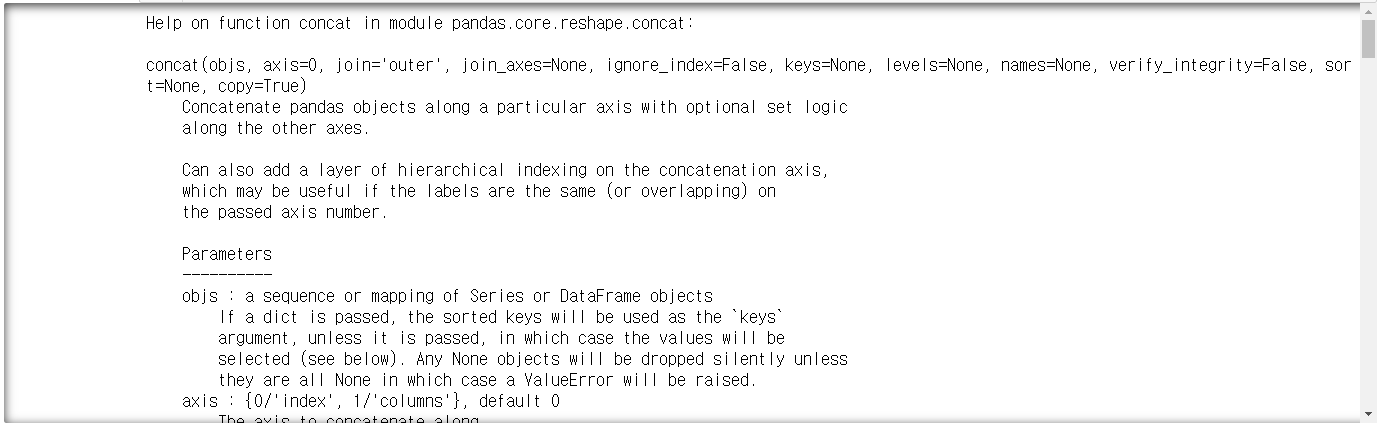 Help on function concat in module pandas.core.reshape.concat:
concat(objs, axis=0, join='outer', join_axes=None, ignore_index=False, keys=None, levels=None, names=None, verify_integrity=False, sor
t=None, copy=True)
Concatenate pandas objects along a particular axis with optional set logic
along the other axes.
Can also add a layer of hierarchical indexing on the concatenation axis,
which may be useful if the labels are the same (or overlapping) on
the passed axis number.
Parameters
----------
objs : a sequence or mapping of Series or DataFrame objects
If a dict is passed, the sorted keys will be used as the `keys`
argument, unless it is passed, in which case the values will be
selected (see below). Any None objects will be dropped silently unless
they are all None in which case a ValueError will be raised.
axis : {0/'index', 1/'columns'}, default 0
The axis to concatenate along.